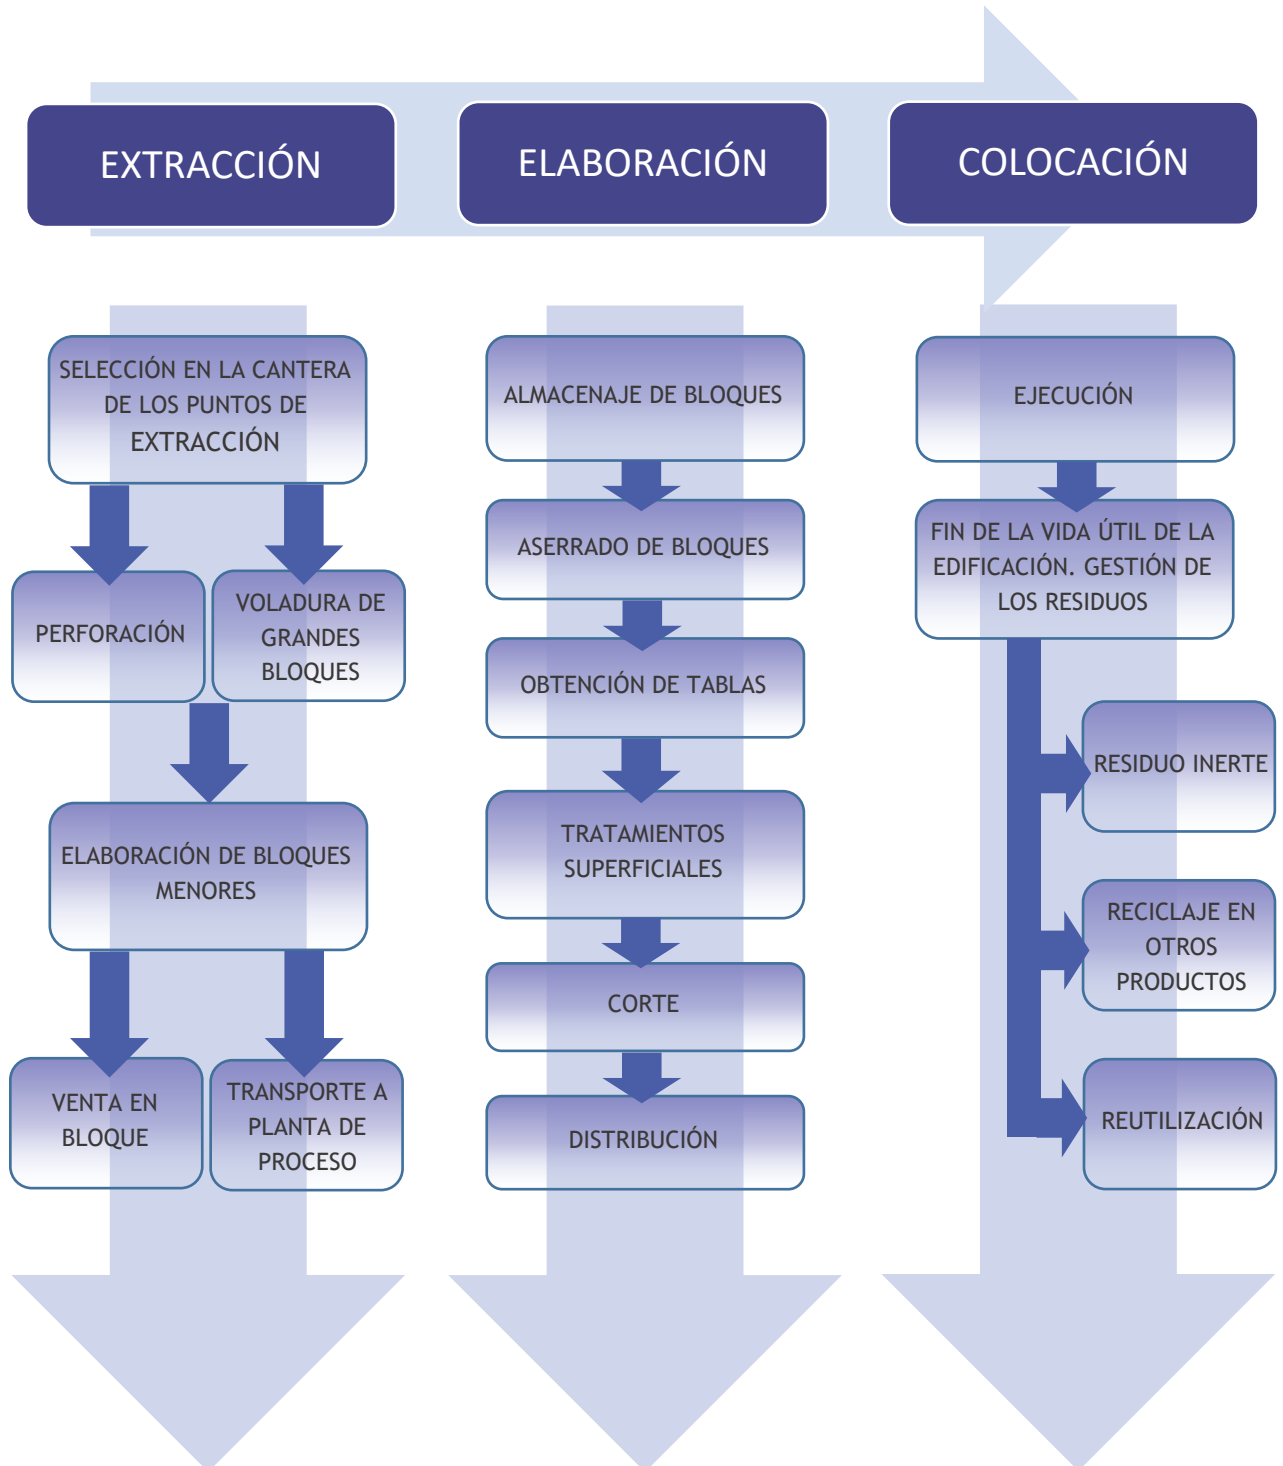 EXTRACCIÓN
ELABORACIÓN
COLOCACIÓN
SELECCIÓN EN LA CANTERA
DE LOS PUNTOS DE
EXTRACCIÓN
PERFORACIÓN
VOLADURA DE
GRANDES
BLOQUES
ELABORACIÓN DE BLOQUES
MENORES
VENTA EN
BLOQUE
TRANSPORTE A
PLANTA DE
PROCESO
ALMACENAJE DE BLOQUES
ASERRADO DE BLOQUES
OBTENCIÓN DE TABLAS
TRATAMIENTOS
SUPERFICIALES
CORTE
DISTRIBUCIÓN
EJECUCIÓN
FIN DE LA VIDA ÚTIL DE LA
EDIFICACIÓN. GESTIÓN DE
LOS RESIDUOS
RESIDUO INERTE
RECICLAJE EN
OTROS
PRODUCTOS
REUTILIZACIÓN